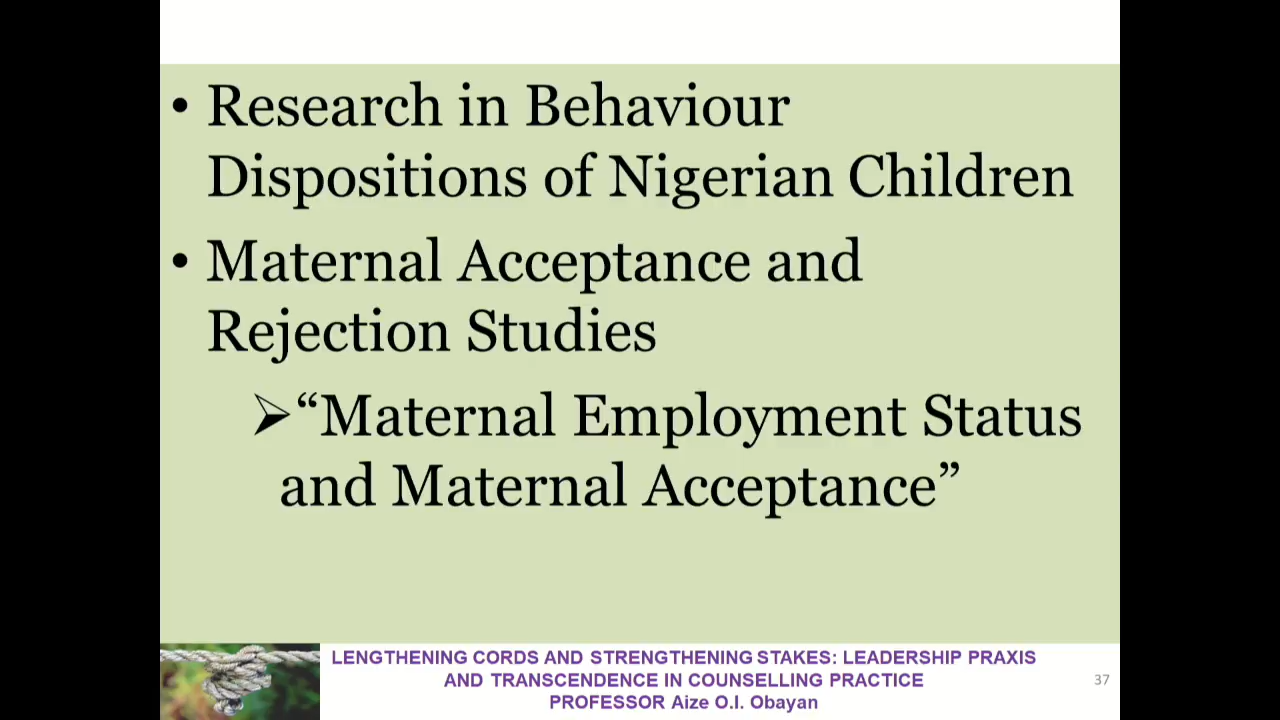 • Research in Behaviour
Dispositions of Nigerian Children
• Maternal Acceptance and
Rejection Studies
➢“Maternal Employment Status
and Maternal Acceptance”
LENGTHENING CORDS AND STRENGTHENING STAKES: LEADERSHIP PRAXIS
AND TRANSCENDENCE IN COUNSELLING PRACTICE
PROFESSOR Aize O.I. Obayan
37